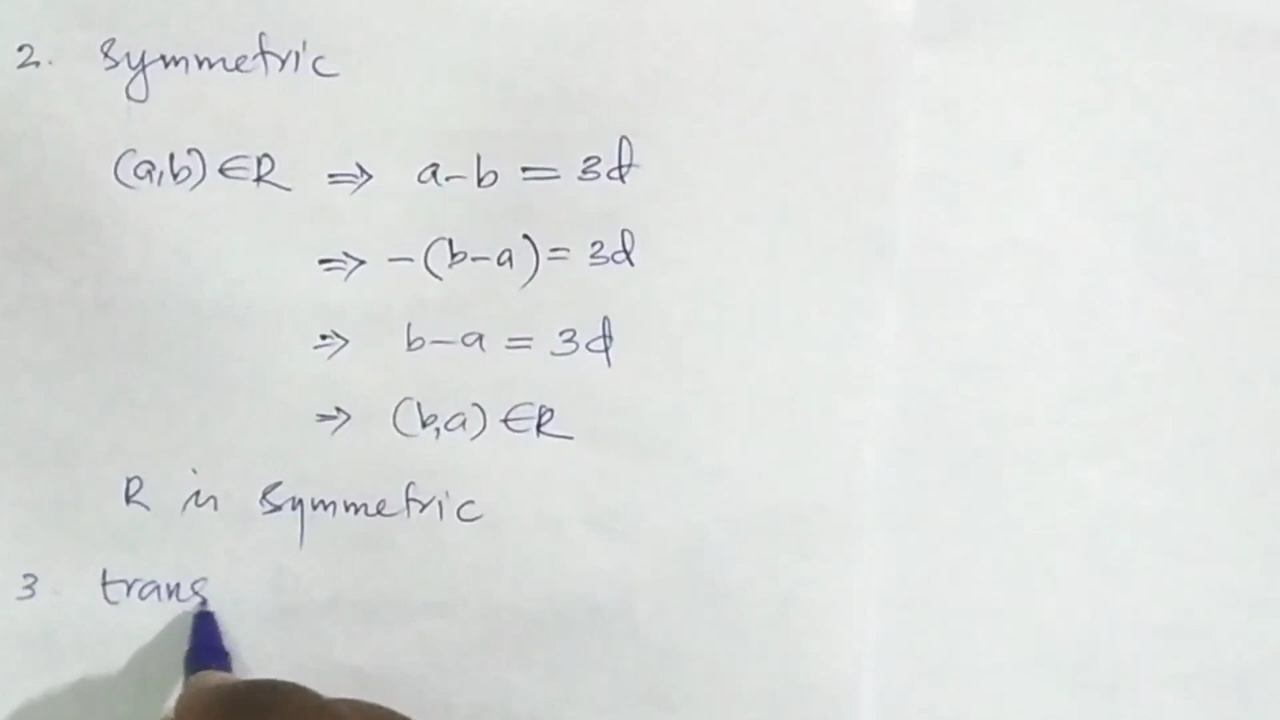 2. Symmetric
(a,b) ∈ R ⇒ a-b = 3d
⇒ -(b-a) = 3d
⇒ b-a = 3d
⇒ (b,a) ∈ R
R is symmetric
3 trans